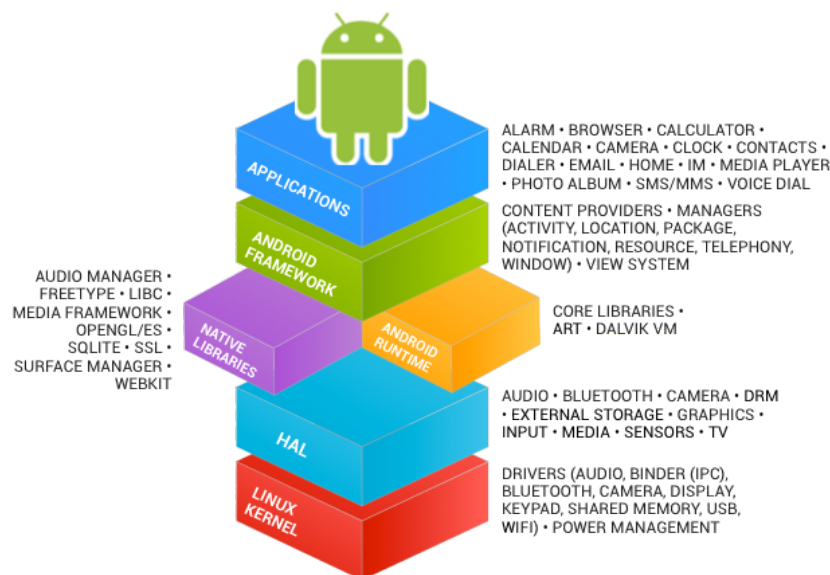 ALARM • BROWSER • CALCULATOR •
CALENDAR • CAMERA • CLOCK • CONTACTS •
DIALER • EMAIL • HOME • IM • MEDIA PLAYER
• PHOTO ALBUM • SMS/MMS • VOICE DIAL
APPLICATIONS
CONTENT PROVIDERS • MANAGERS
(ACTIVITY, LOCATION, PACKAGE,
NOTIFICATION, RESOURCE, TELEPHONY,
WINDOW) • VIEW SYSTEM
ANDROID
FRAMEWORK
AUDIO MANAGER •
FREETYPE • LIBC •
MEDIA FRAMEWORK •
OPENGL/ES •
SQLITE • SSL •
SURFACE MANAGER •
WEBKIT
NATIVE
LIBRARIES
ANDROID
RUNTIME
CORE LIBRARIES •
ART • DALVIK VM
HAL
AUDIO • BLUETOOTH • CAMERA • DRM
• EXTERNAL STORAGE • GRAPHICS •
INPUT • MEDIA • SENSORS • TV
LINUX
KERNEL
DRIVERS (AUDIO, BINDER (IPC),
BLUETOOTH, CAMERA, DISPLAY,
KEYPAD, SHARED MEMORY, USB,
WIFI) • POWER MANAGEMENT